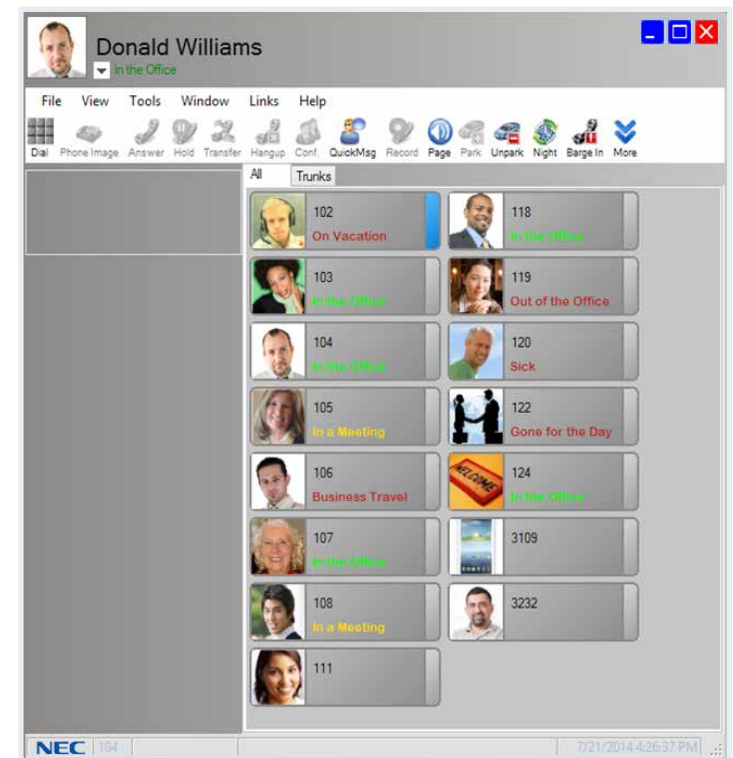 Donald Williams
In the Office
File View Tools Window Links Help
Dial Phone Image Answer Hold Transfer Hangup Conf. QuickMsg Record Page Park Unpark Night Barge In More
All Trunks
102
On Vacation
118
In the Office
103
In the Office
119
Out of the Office
104
In the Office
120
Sick
105
In a Meeting
122
Gone for the Day
106
Business Travel
WELCOME
124
In the Office
107
In the Office
3109
108
In a Meeting
3232
111
NEC 104 7/21/2014 4:26:37 PM